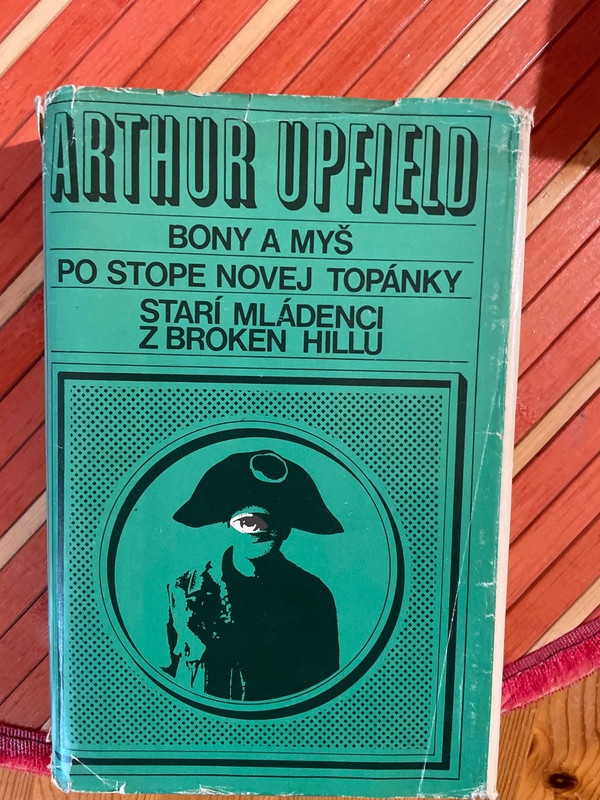 ARTHUR UPFIELD
BONY A MYŠ
PO STOPE NOVEJ TOPÁNKY
STARÍ MLÁDENCI
Z BROKEN HILLU